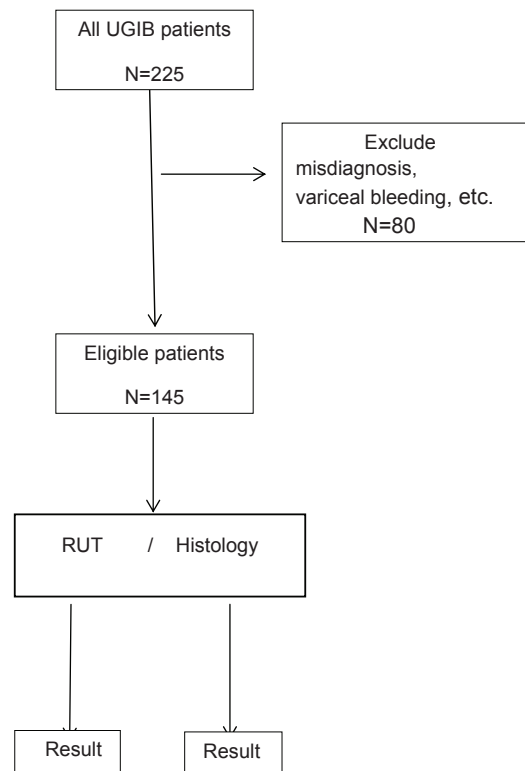 All UGIB patients
N=225
Exclude
misdiagnosis,
variceal bleeding, etc.
N=80
Eligible patients
N=145
RUT / Histology
Result
Result